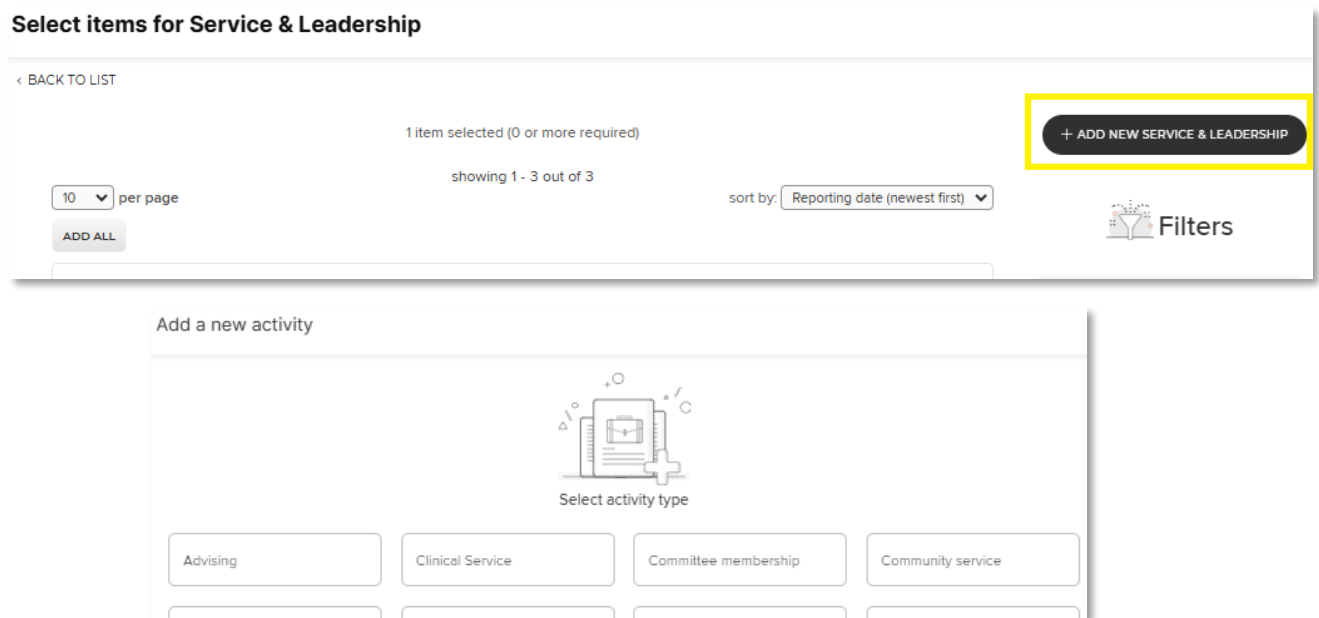 Select items for Service & Leadership
< BACK TO LIST
1 item selected (0 or more required)
+ ADD NEW SERVICE & LEADERSHIP
showing 1 - 3 out of 3
10 per page
sort by: Reporting date (newest first)
Filters
ADD ALL
Add a new activity
Select activity type
Advising
Clinical Service
Committee membership
Community service